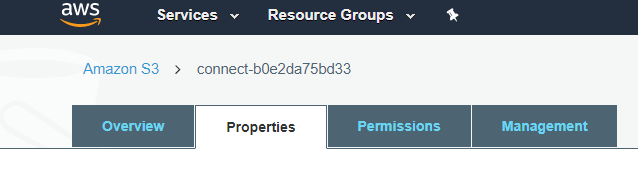 aws Services Resource Groups
Amazon S3 > connect-b0e2da75bd33
Overview Properties Permissions Management